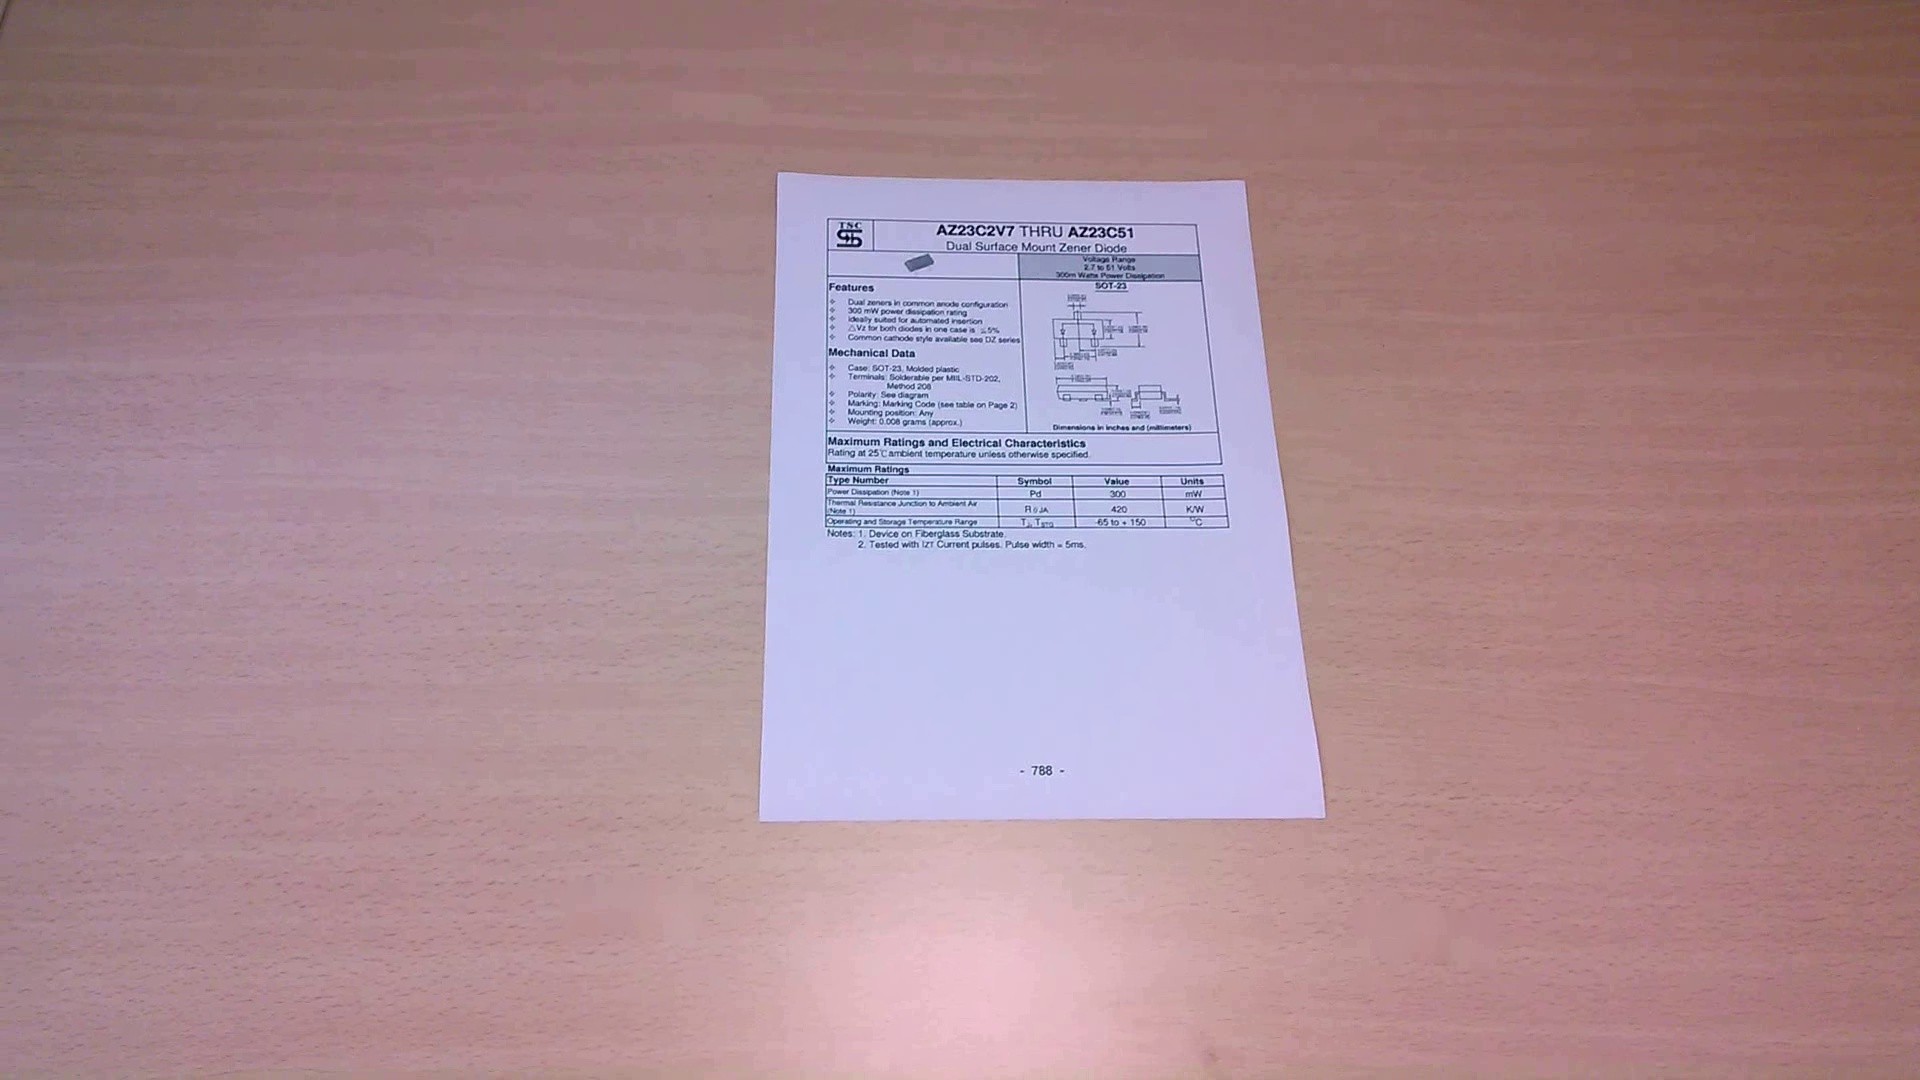 TSC
AZ23C2V7 THRU AZ23C51
Dual Surface Mount Zener Diode
Voltage Range
2.7 to 51 Volts
300m Watts Power Dissipation
SOT-23
Features
Dual zeners in common anode configuration
300 mW power dissipation rating
Ideally suited for automated insertion
△Vz for both diodes in one case is ≦5%
Common cathode style available see DZ series
Mechanical Data
Case: SOT-23, Molded plastic
Terminals: Solderable per MIIL-STD-202,
Method 208
Polarity: See diagram
Marking: Marking Code (see table on Page 2)
Mounting position: Any
Weight: 0.008 grams (approx.)
Dimensions in inches and (millimeters)
Maximum Ratings and Electrical Characteristics
Rating at 25℃ ambient temperature unless otherwise specified.
Maximum Ratings
Type Number Symbol Value Units
Power Dissipation (Note 1) Pd 300 mW
Thermal Resistance Junction to Ambient Air
(Note 1) R θ JA 420 K/W
Operating and Storage Temperature Range TJ, TSTG -65 to + 150 °C
Notes: 1. Device on Fiberglass Substrate.
2. Tested with IZT Current pulses. Pulse width = 5ms.
- 788 -